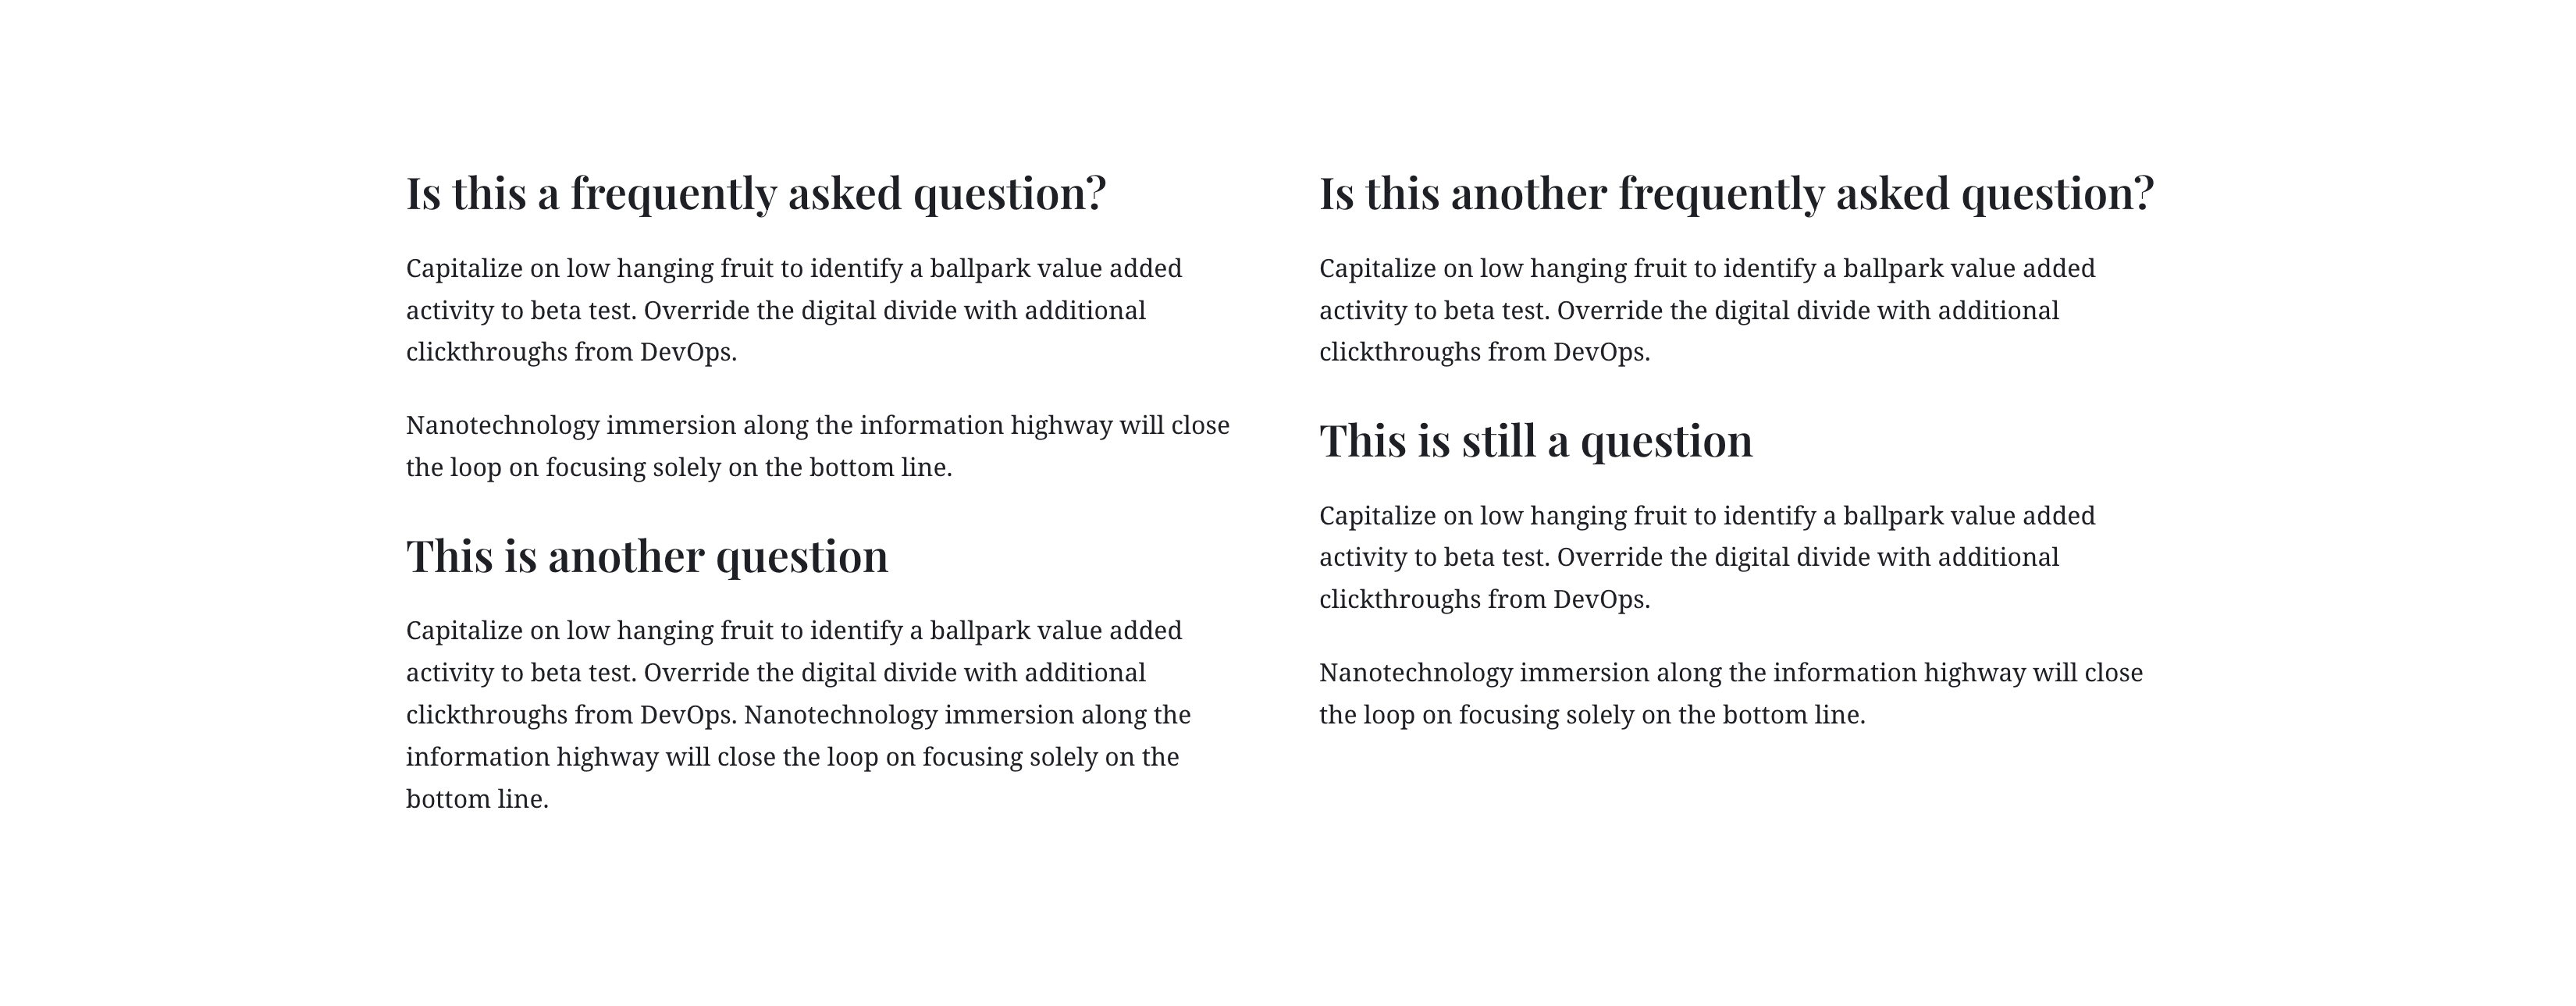 Is this a frequently asked question?
Capitalize on low hanging fruit to identify a ballpark value added
activity to beta test. Override the digital divide with additional
clickthroughs from DevOps.
Nanotechnology immersion along the information highway will close
the loop on focusing solely on the bottom line.
This is another question
Capitalize on low hanging fruit to identify a ballpark value added
activity to beta test. Override the digital divide with additional
clickthroughs from DevOps. Nanotechnology immersion along the
information highway will close the loop on focusing solely on the
bottom line.
Is this another frequently asked question?
Capitalize on low hanging fruit to identify a ballpark value added
activity to beta test. Override the digital divide with additional
clickthroughs from DevOps.
This is still a question
Capitalize on low hanging fruit to identify a ballpark value added
activity to beta test. Override the digital divide with additional
clickthroughs from DevOps.
Nanotechnology immersion along the information highway will close
the loop on focusing solely on the bottom line.